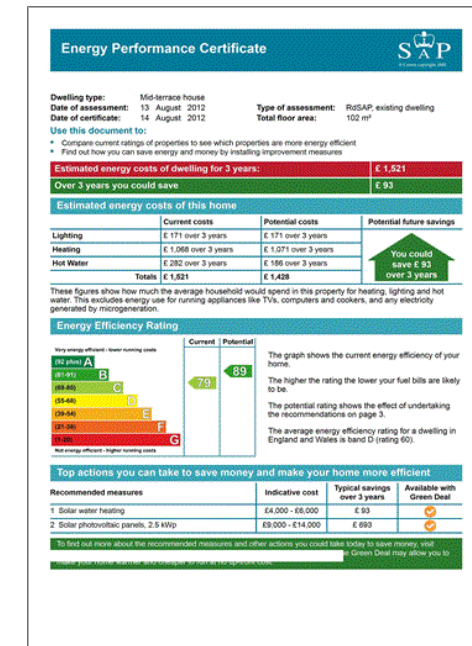 Energy Performance Certificate
SAP
Dwelling type: Mid-terrace house
Date of assessment: 13 August 2012 Type of assessment: RdSAP, existing dwelling
Date of certificate: 14 August 2012 Total floor area: 102 m²
Use this document to:
• Compare current ratings of properties to see which properties are more energy efficient
• Find out how you can save energy and money by installing improvement measures
Estimated energy costs of dwelling for 3 years: £ 1,521
Over 3 years you could save £ 93
Estimated energy costs of this home
Current costs Potential costs Potential future savings
Lighting £ 171 over 3 years £ 171 over 3 years
Heating £ 1,068 over 3 years £ 1,071 over 3 years
Hot Water £ 282 over 3 years £ 186 over 3 years
Totals £ 1,521 £ 1,428
You could
save £ 93
over 3 years
These figures show how much the average household would spend in this property for heating, lighting and hot
water. This excludes energy use for running appliances like TVs, computers and cookers, and any electricity
generated by microgeneration.
Energy Efficiency Rating
Current Potential
Very energy efficient - lower running costs
(92 plus) A
(81-91) B
(69-80) C
(55-68) D
(39-54) E
(21-38) F
(1-20) G
Not energy efficient - higher running costs
79
89
The graph shows the current energy efficiency of your
home.
The higher the rating the lower your fuel bills are likely
to be.
The potential rating shows the effect of undertaking
the recommendations on page 3.
The average energy efficiency rating for a dwelling in
England and Wales is band D (rating 60).
Top actions you can take to save money and make your home more efficient
Recommended measures Indicative cost Typical savings over 3 years Available with Green Deal
1 Solar water heating £4,000 - £6,000 £ 93
2 Solar photovoltaic panels, 2.5 kWp £9,000 - £14,000 £ 693
To find out more about the recommended measures and other actions you could take today to save money, visit
Green Deal may allow you to
make your home warmer and cheaper to run at no up-front cost.